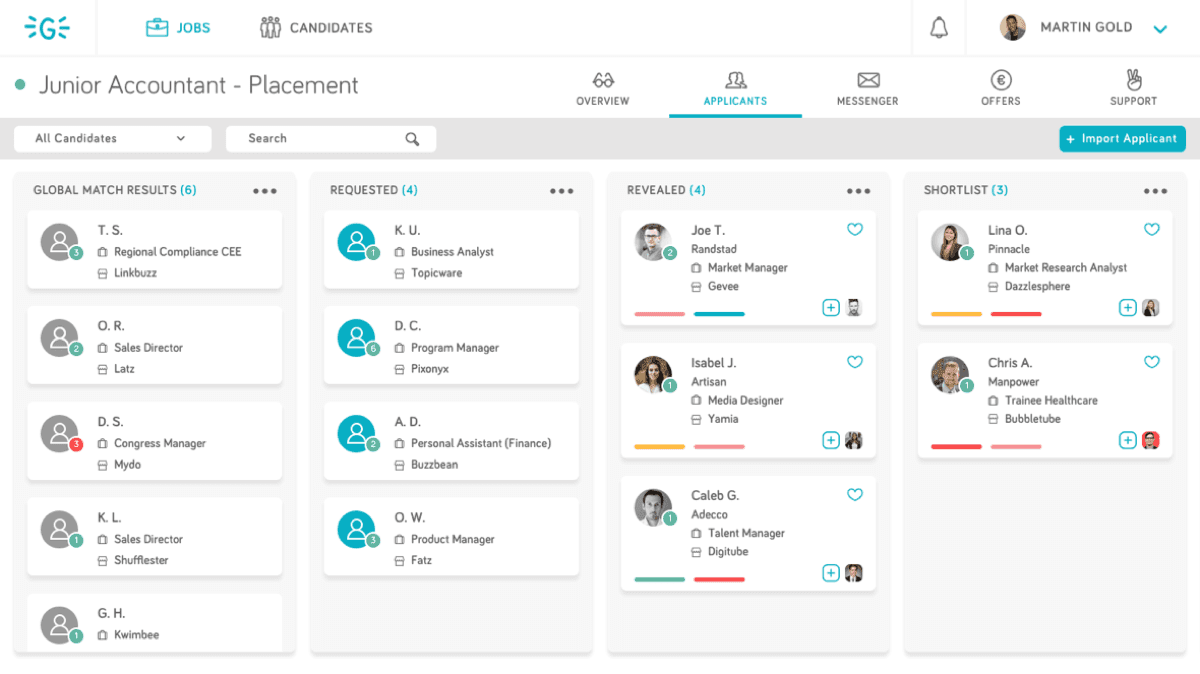 G
JOBS
CANDIDATES
MARTIN GOLD
Junior Accountant - Placement
OVERVIEW
APPLICANTS
MESSENGER
€
OFFERS
SUPPORT
All Candidates
Search
+ Import Applicant
GLOBAL MATCH RESULTS (6)
T. S.
3
Regional Compliance CEE
Linkbuzz
O. R.
2
Sales Director
Latz
D. S.
3
Congress Manager
Mydo
K. L.
1
Sales Director
Shufflester
G. H.
1
Kwimbee
REQUESTED (4)
K. U.
1
Business Analyst
Topicware
D. C.
6
Program Manager
Pixonyx
A. D.
2
Personal Assistant (Finance)
Buzzbean
O. W.
3
Product Manager
Fatz
REVEALED (4)
Joe T.
2
Randstad
Market Manager
Gevee
Isabel J.
1
Artisan
Media Designer
Yamia
Caleb G.
1
Adecco
Talent Manager
Digitube
SHORTLIST (3)
Lina O.
1
Pinnacle
Market Research Analyst
Dazzlesphere
Chris A.
1
Manpower
Trainee Healthcare
Bubbletube